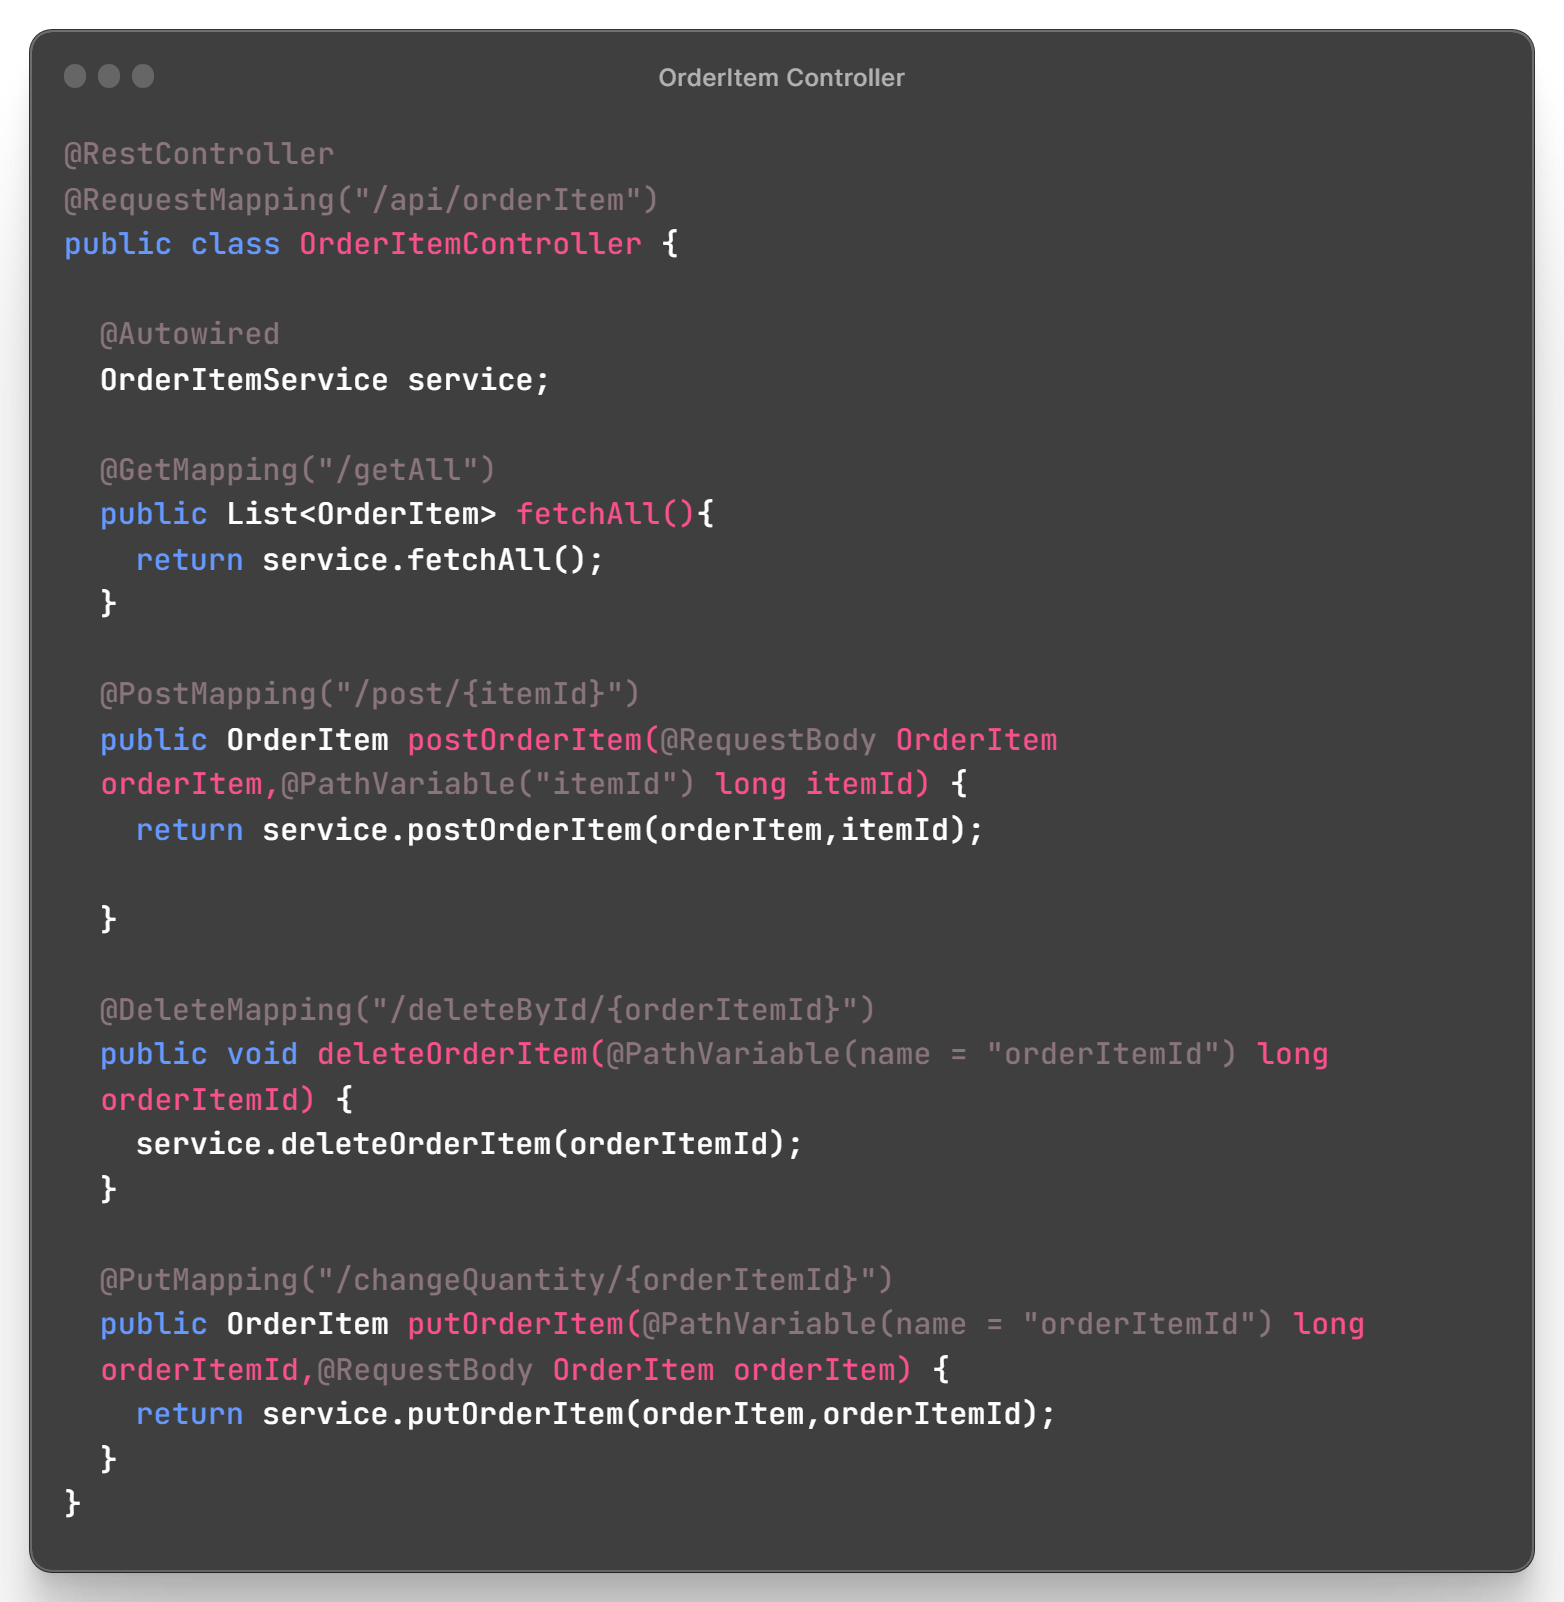 OrderItem Controller
@RestController
@RequestMapping("/api/orderItem")
public class OrderItemController {
@Autowired
OrderItemService service;
@GetMapping("/getAll")
public List<OrderItem> fetchAll(){
return service.fetchAll();
}
@PostMapping("/post/{itemId}")
public OrderItem postOrderItem(@RequestBody OrderItem
orderItem,@PathVariable("itemId") long itemId) {
return service.postOrderItem(orderItem,itemId);
}
@DeleteMapping("/deleteById/{orderItemId}")
public void deleteOrderItem(@PathVariable(name = "orderItemId") long
orderItemId) {
service.deleteOrderItem(orderItemId);
}
@PutMapping("/changeQuantity/{orderItemId}")
public OrderItem putOrderItem(@PathVariable(name = "orderItemId") long
orderItemId,@RequestBody OrderItem orderItem) {
return service.putOrderItem(orderItem,orderItemId);
}
}